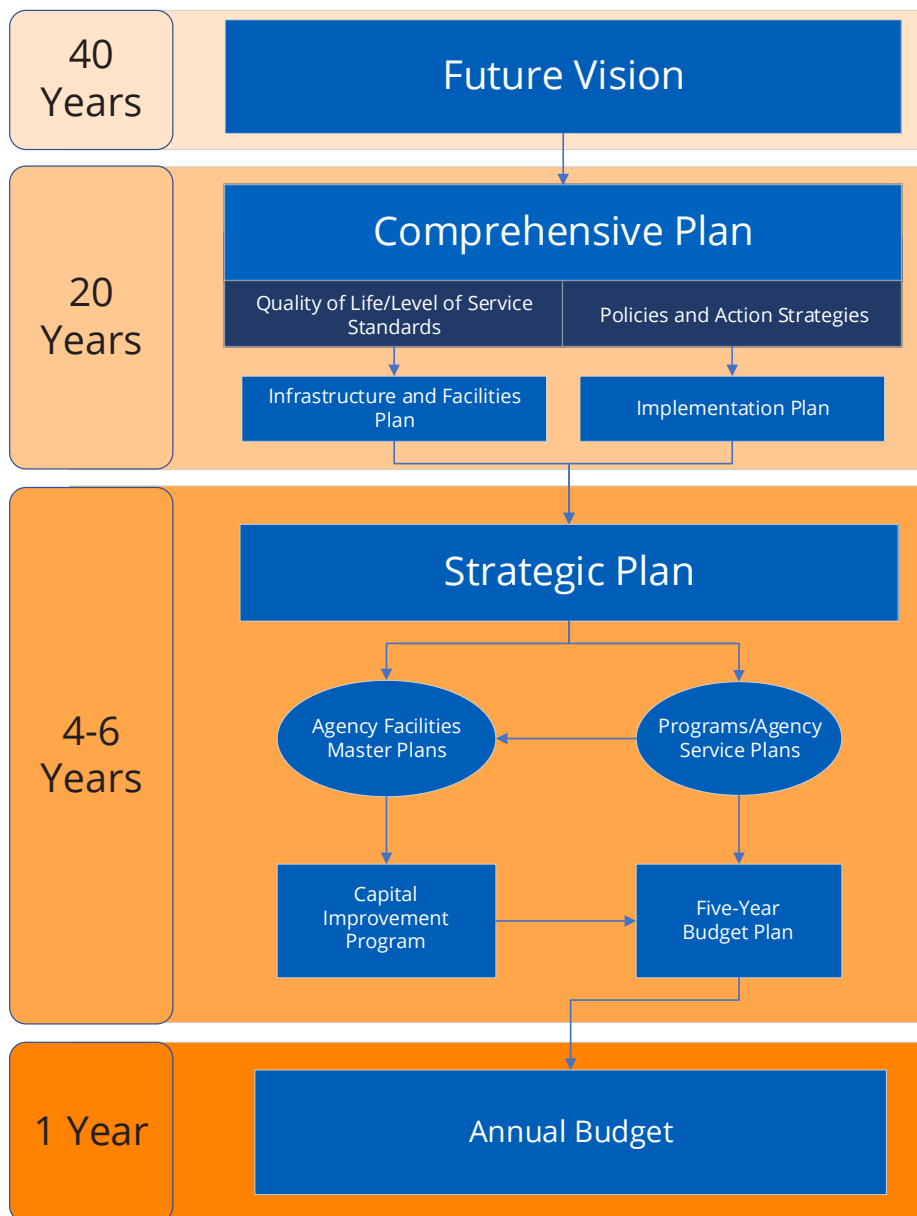 40
Years
Future Vision
20
Years
Comprehensive Plan
Quality of Life/Level of Service
Standards
Policies and Action Strategies
Infrastructure and Facilities
Plan
Implementation Plan
4-6
Years
Strategic Plan
Agency Facilities
Master Plans
Programs/Agency
Service Plans
Capital
Improvement
Program
Five-Year
Budget Plan
1 Year
Annual Budget